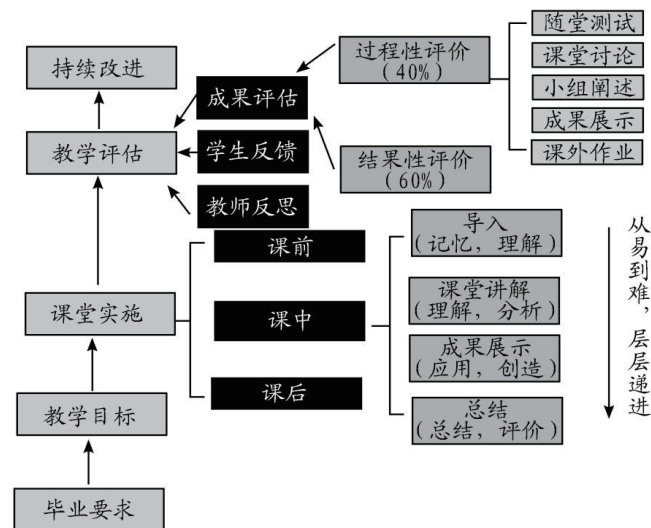 随堂测试
过程性评价
(40%)
课堂讨论
持续改进
小组阐述
成果评估
成果展示
教学评估
学生反馈
结果性评价
(60%)
课外作业
教师反思
导入
(记忆，理解)
课前
课堂讲解
(理解，分析)
课堂实施
课中
成果展示
(应用，创造)
课后
总结
(总结，评价)
教学目标
毕业要求
从易到难，层层递进